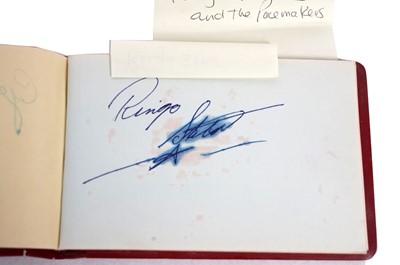 and the Pacemakers
Ringo
Starr